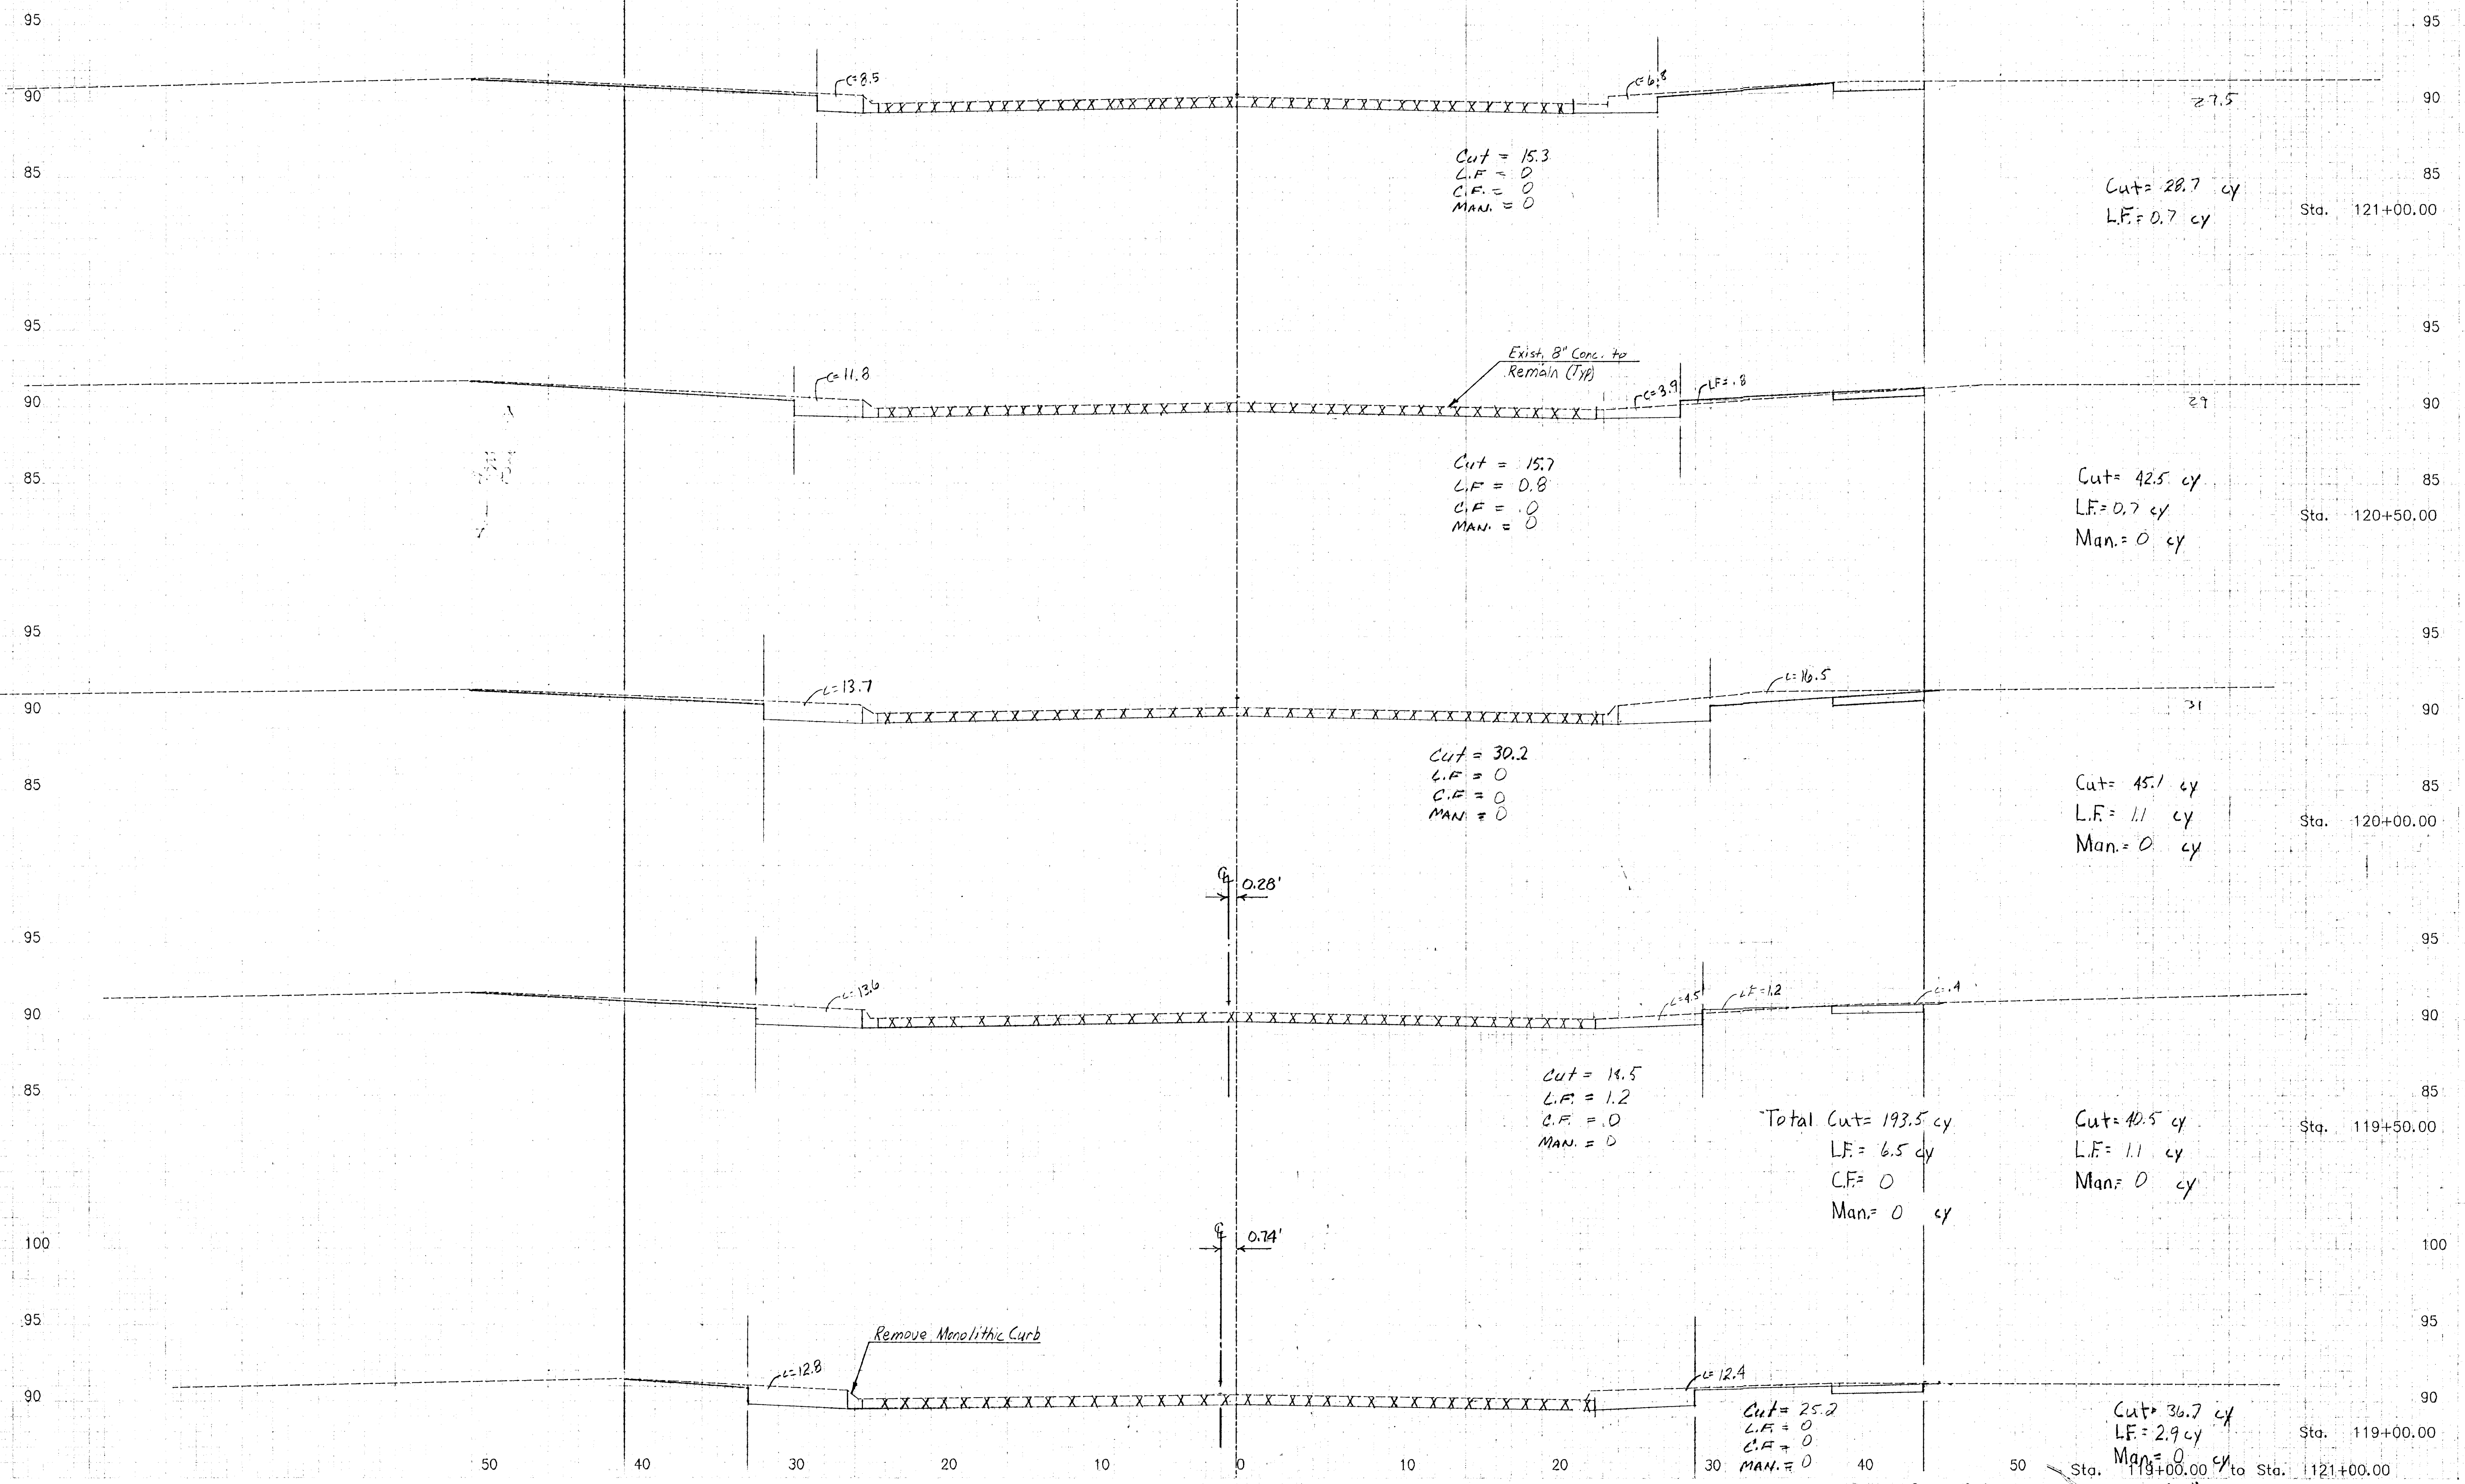 95 95
C=8.5 C=6.8
90 90
27.5
Cut = 15.3
L.F = 0
C.F. = 0
MAN. = 0
85 85
Cut= 28.7 cy
L.F.= 0.7 cy
Sta. 121+00.00
95 95
Exist. 8" Conc. to
Remain (Typ)
C=11.8 C=3.9 LF=.8
90 90
29
Cut = 15.7
L.F = 0.8
C.F = .0
MAN. = 0
85 85
Cut= 42.5 cy
L.F.= 0.7 cy
Man.= 0 cy
Sta. 120+50.00
95 95
C=13.7 C=16.5
90 90
31
Cut = 30.2
L.F = 0
C.F = 0
MAN = 0
85 85
Cut= 45.1 cy
L.F.= 1.1 cy
Man.= 0 cy
Sta. 120+00.00
0.28'
95 95
C=13.6 C=4.5 LF=1.2 C=.4
90 90
Cut = 18.5
L.F. = 1.2
C.F. = .0
MAN. = 0
85 85
Total Cut= 193.5 cy
LF.= 6.5 cy
C.F.= 0
Man.= 0 cy
Cut= 40.5 cy
L.F.= 1.1 cy
Man.= 0 cy
Sta. 119+50.00
100 100
0.74'
95 95
Remove Monolithic Curb
C=12.8 C=12.4
90 90
Cut = 25.2
L.F. = 0
C.F = 0
MAN. = 0
Cut= 36.7 cy
LF.= 2.9 cy
Man.= 0 cy
Sta. 119+00.00
50 40 30 20 10 0 10 20 30 40 50
Sta. 119+00.00 to Sta. 121+00.00